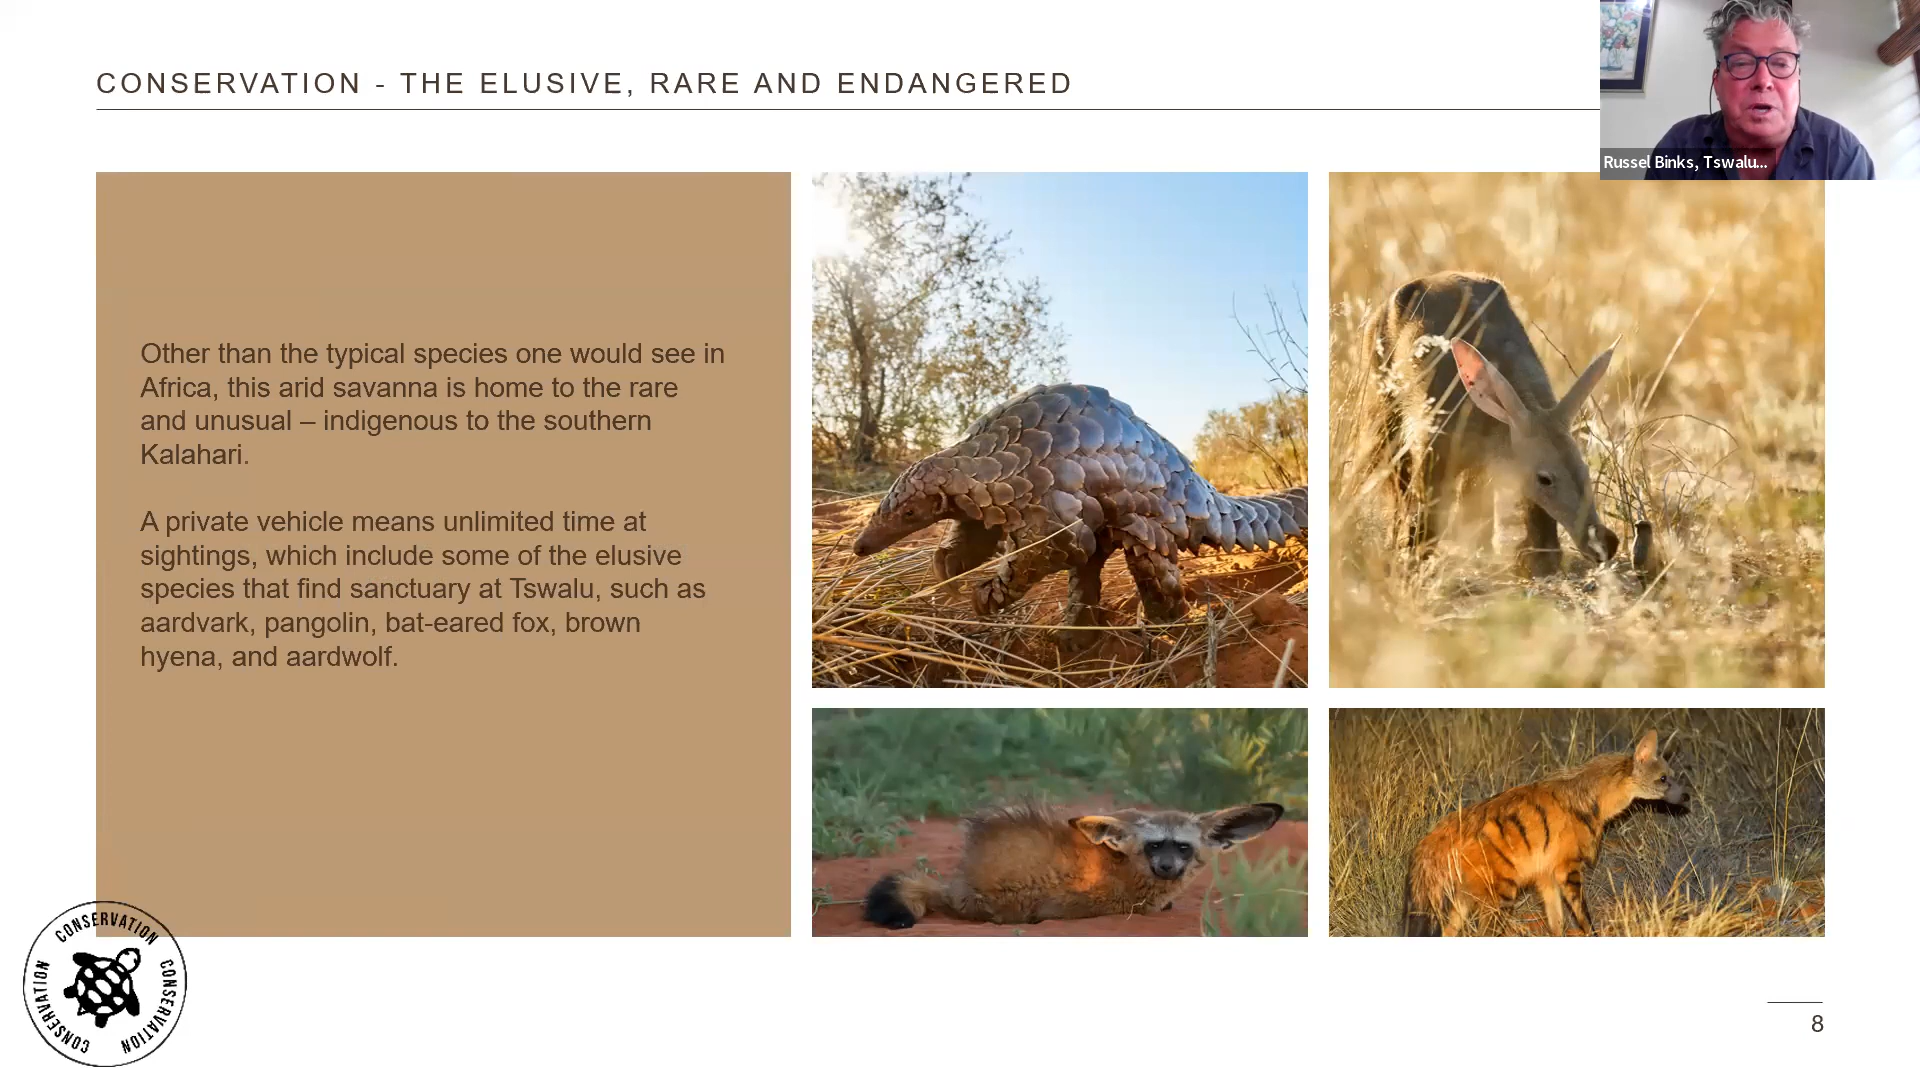 CONSERVATION - THE ELUSIVE, RARE AND ENDANGERED
Russel Binks, Tswalu...
Other than the typical species one would see in
Africa, this arid savanna is home to the rare
and unusual – indigenous to the southern
Kalahari.
A private vehicle means unlimited time at
sightings, which include some of the elusive
species that find sanctuary at Tswalu, such as
aardvark, pangolin, bat-eared fox, brown
hyena, and aardwolf.
CONSERVATION
CONSERVATION
CONSERVATION
8